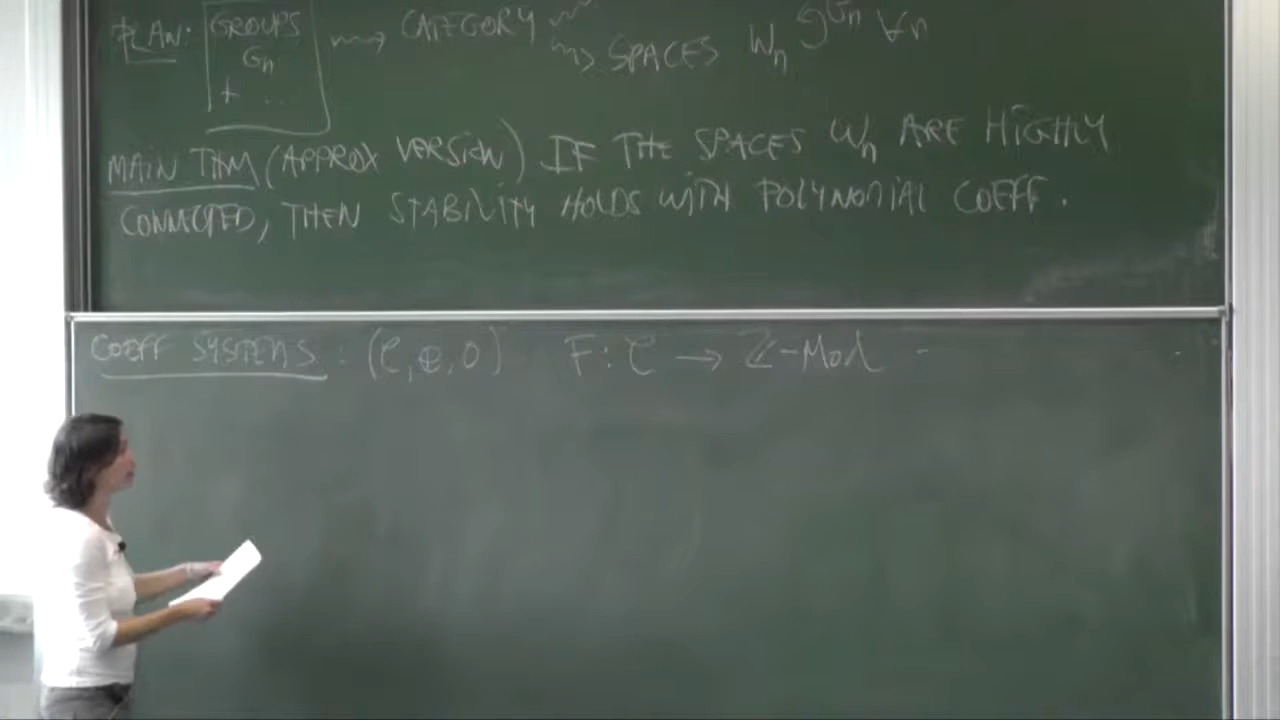 PLAN: GROUPS ⇝ CATEGORY ⇝
Gn ⇝ SPACES Wn ↺Gn ∀n
+ ...
MAIN THM (APPROX VERSION) IF THE SPACES Wn ARE HIGHLY
CONNECTED, THEN STABILITY HOLDS WITH POLYNOMIAL COEFF.
COEFF SYSTEMS: (C, ⊕, 0) F: C → Z-Mod